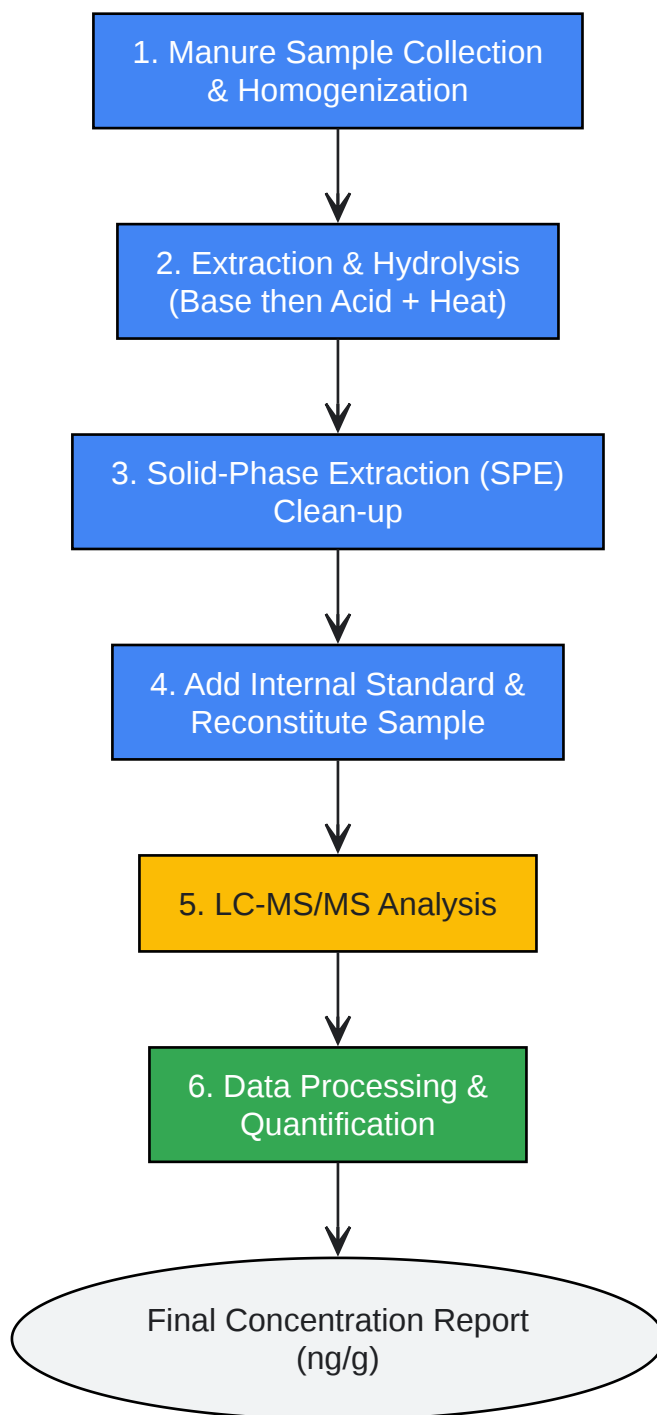 1. Manure Sample Collection
& Homogenization
2. Extraction & Hydrolysis
(Base then Acid + Heat)
3. Solid-Phase Extraction (SPE)
Clean-up
4. Add Internal Standard &
Reconstitute Sample
5. LC-MS/MS Analysis
6. Data Processing &
Quantification
Final Concentration Report
(ng/g)